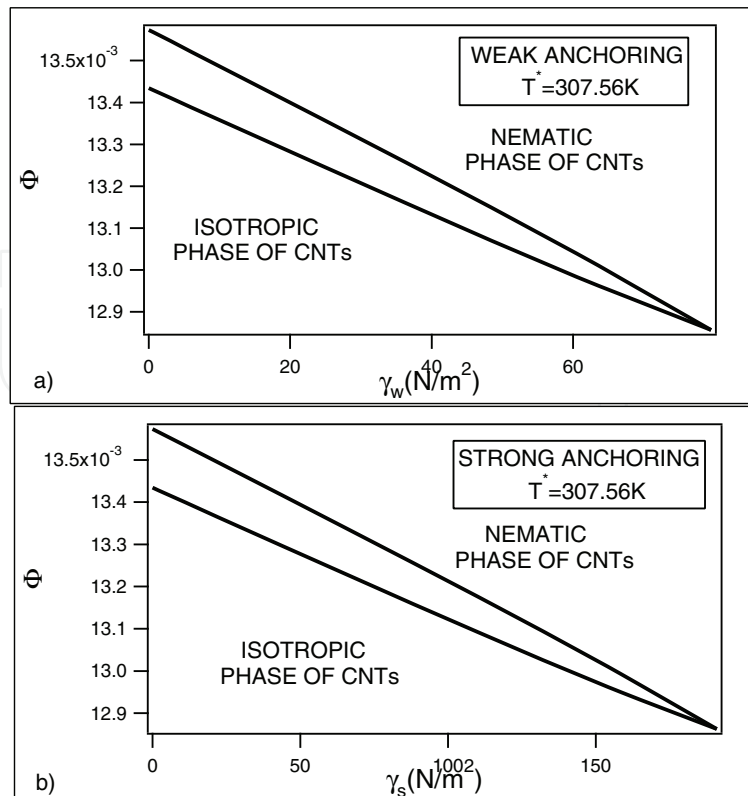 13.5x10⁻³
13.4
13.3
13.2
13.1
13.0
12.9
Φ
WEAK ANCHORING
T*=307.56K
NEMATIC
PHASE OF CNTs
ISOTROPIC
PHASE OF CNTs
0
20
40
60
γw(N/m²)
a)
13.5x10⁻³
13.4
13.3
13.2
13.1
13.0
12.9
Φ
STRONG ANCHORING
T*=307.56K
NEMATIC
PHASE OF CNTs
ISOTROPIC
PHASE OF CNTs
0
50
1002
150
γs(N/m²)
b)